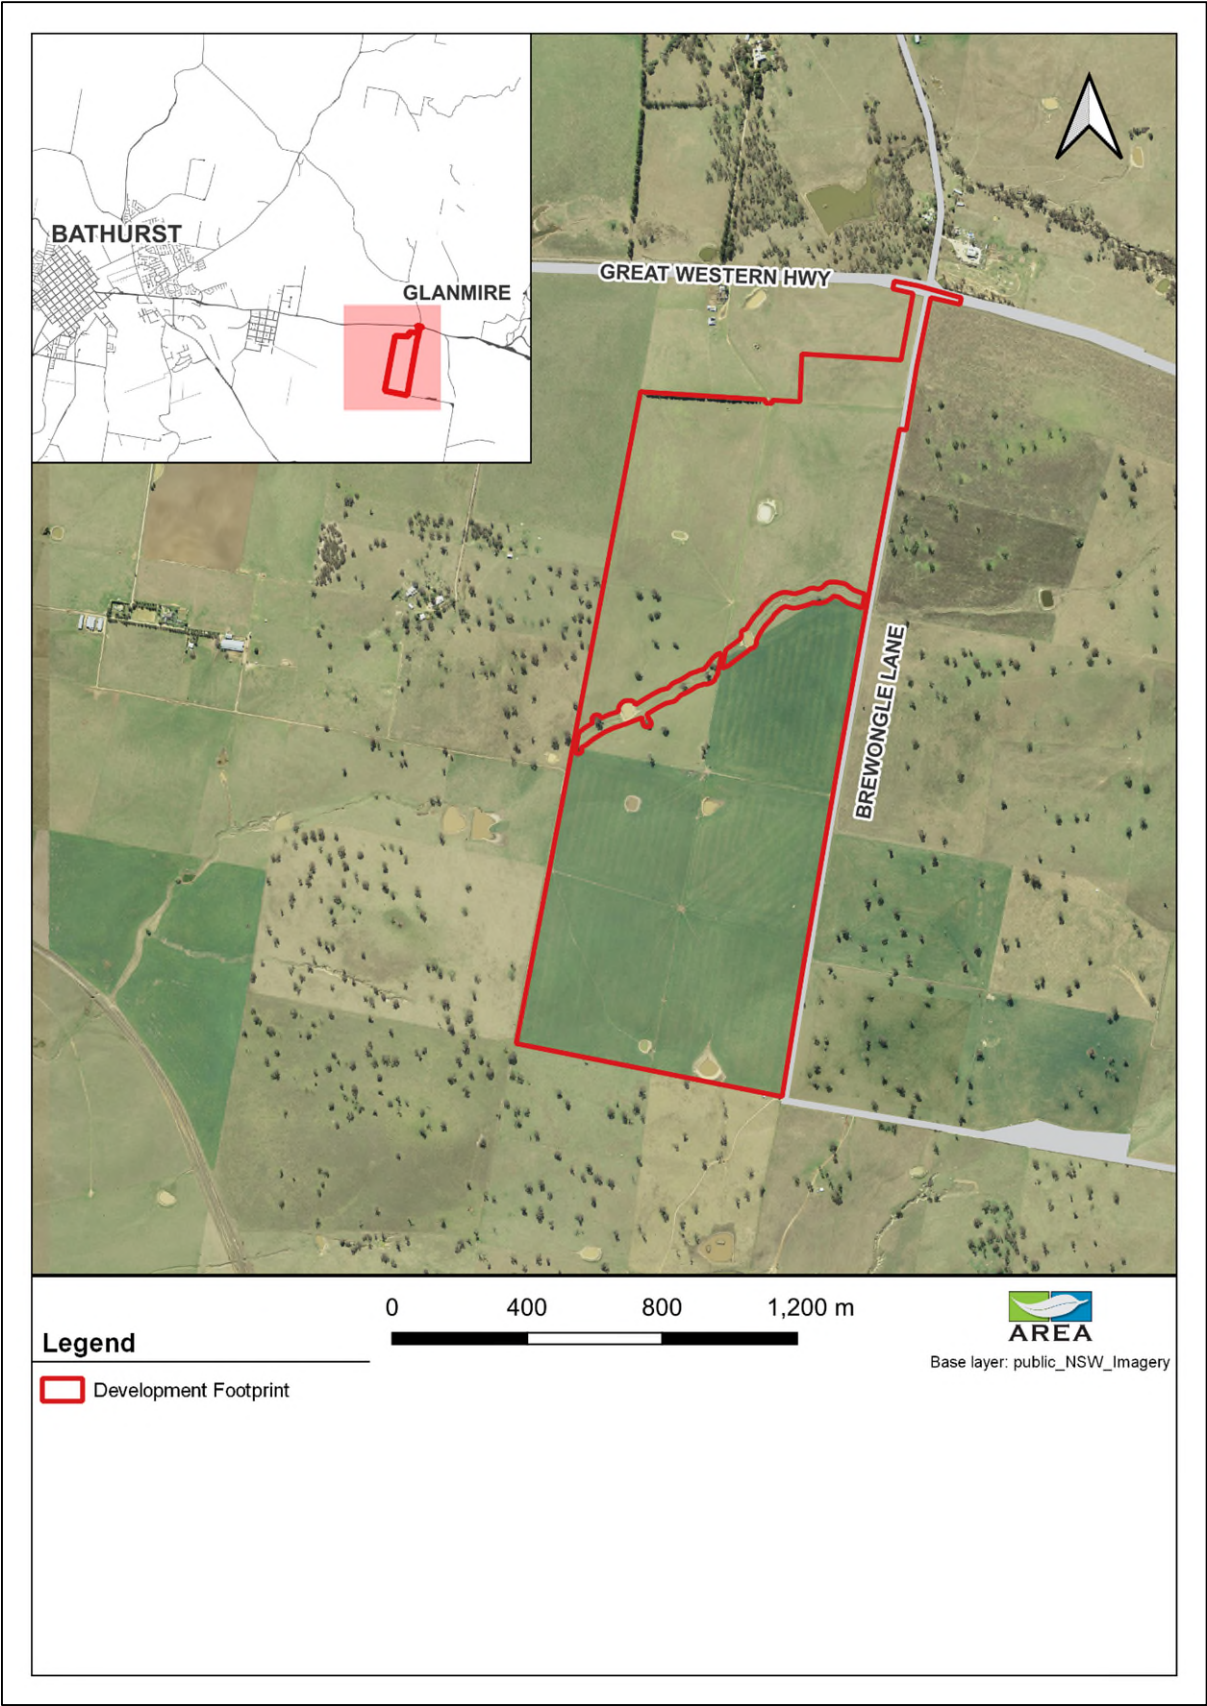 BATHURST
GLANMIRE
GREAT WESTERN HWY
BREWONGLE LANE
0 400 800 1,200 m
Legend
AREA
Base layer: public_NSW_Imagery
Development Footprint